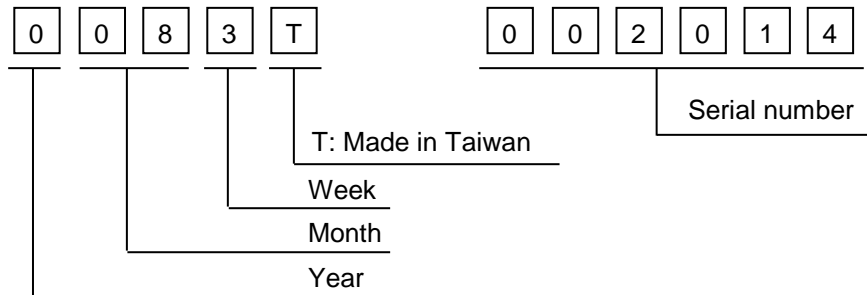 0 0 8 3 T 0 0 2 0 1 4
Serial number
T: Made in Taiwan
Week
Month
Year